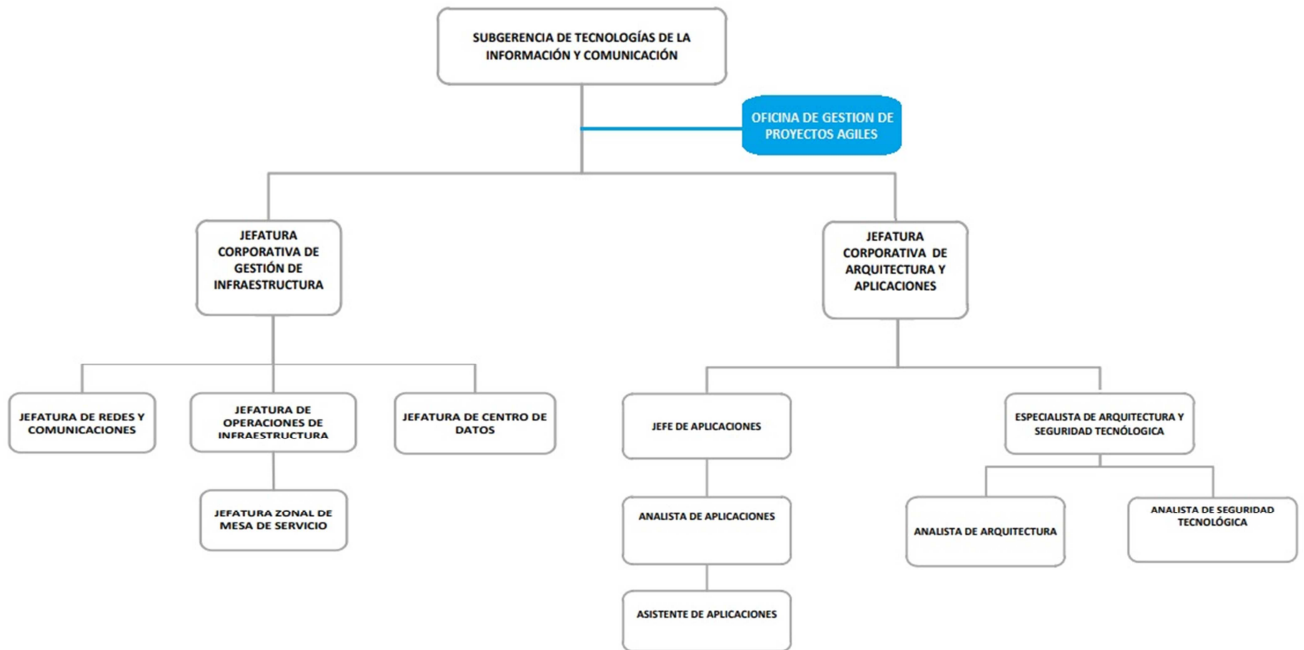 SUBGERENCIA DE TECNOLOGÍAS DE LA
INFORMACIÓN Y COMUNICACIÓN
OFICINA DE GESTION DE
PROYECTOS AGILES
JEFATURA
CORPORATIVA DE
GESTIÓN DE
INFRAESTRUCTURA
JEFATURA
CORPORATIVA DE
ARQUITECTURA Y
APLICACIONES
JEFATURA DE REDES Y
COMUNICACIONES
JEFATURA DE
OPERACIONES DE
INFRAESTRUCTURA
JEFATURA DE CENTRO DE
DATOS
JEFE DE APLICACIONES
ESPECIALISTA DE ARQUITECTURA Y
SEGURIDAD TECNÓLOGICA
JEFATURA ZONAL DE
MESA DE SERVICIO
ANALISTA DE APLICACIONES
ANALISTA DE ARQUITECTURA
ANALISTA DE SEGURIDAD
TECNOLÓGICA
ASISTENTE DE APLICACIONES